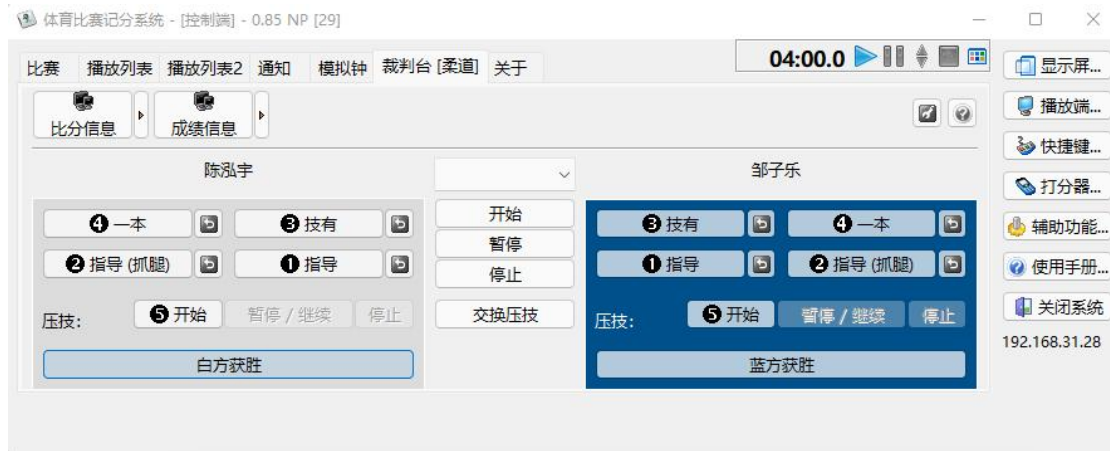 体育比赛记分系统 - [控制端] - 0.85 NP [29]
比赛 播放列表 播放列表2 通知 模拟钟 裁判台 [柔道] 关于
04:00.0
比分信息 成绩信息
陈泓宇 邹子乐
❹ 一本 ❸ 技有
❷ 指导 (抓腿) ❶ 指导
压技: ❺ 开始 暂停 / 继续 停止
白方获胜
开始
暂停
停止
交换压技
❸ 技有 ❹ 一本
❶ 指导 ❷ 指导 (抓腿)
压技: ❺ 开始 暂停 / 继续 停止
蓝方获胜
显示屏...
播放端...
快捷键...
打分器...
辅助功能...
使用手册...
关闭系统
192.168.31.28